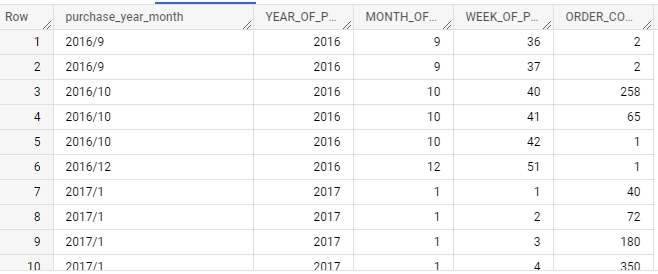 Row purchase_year_month YEAR_OF_P... MONTH_OF... WEEK_OF_P... ORDER_CO...
1 2016/9 2016 9 36 2
2 2016/9 2016 9 37 2
3 2016/10 2016 10 40 258
4 2016/10 2016 10 41 65
5 2016/10 2016 10 42 1
6 2016/12 2016 12 51 1
7 2017/1 2017 1 1 40
8 2017/1 2017 1 2 72
9 2017/1 2017 1 3 180
10 2017/1 2017 1 4 350